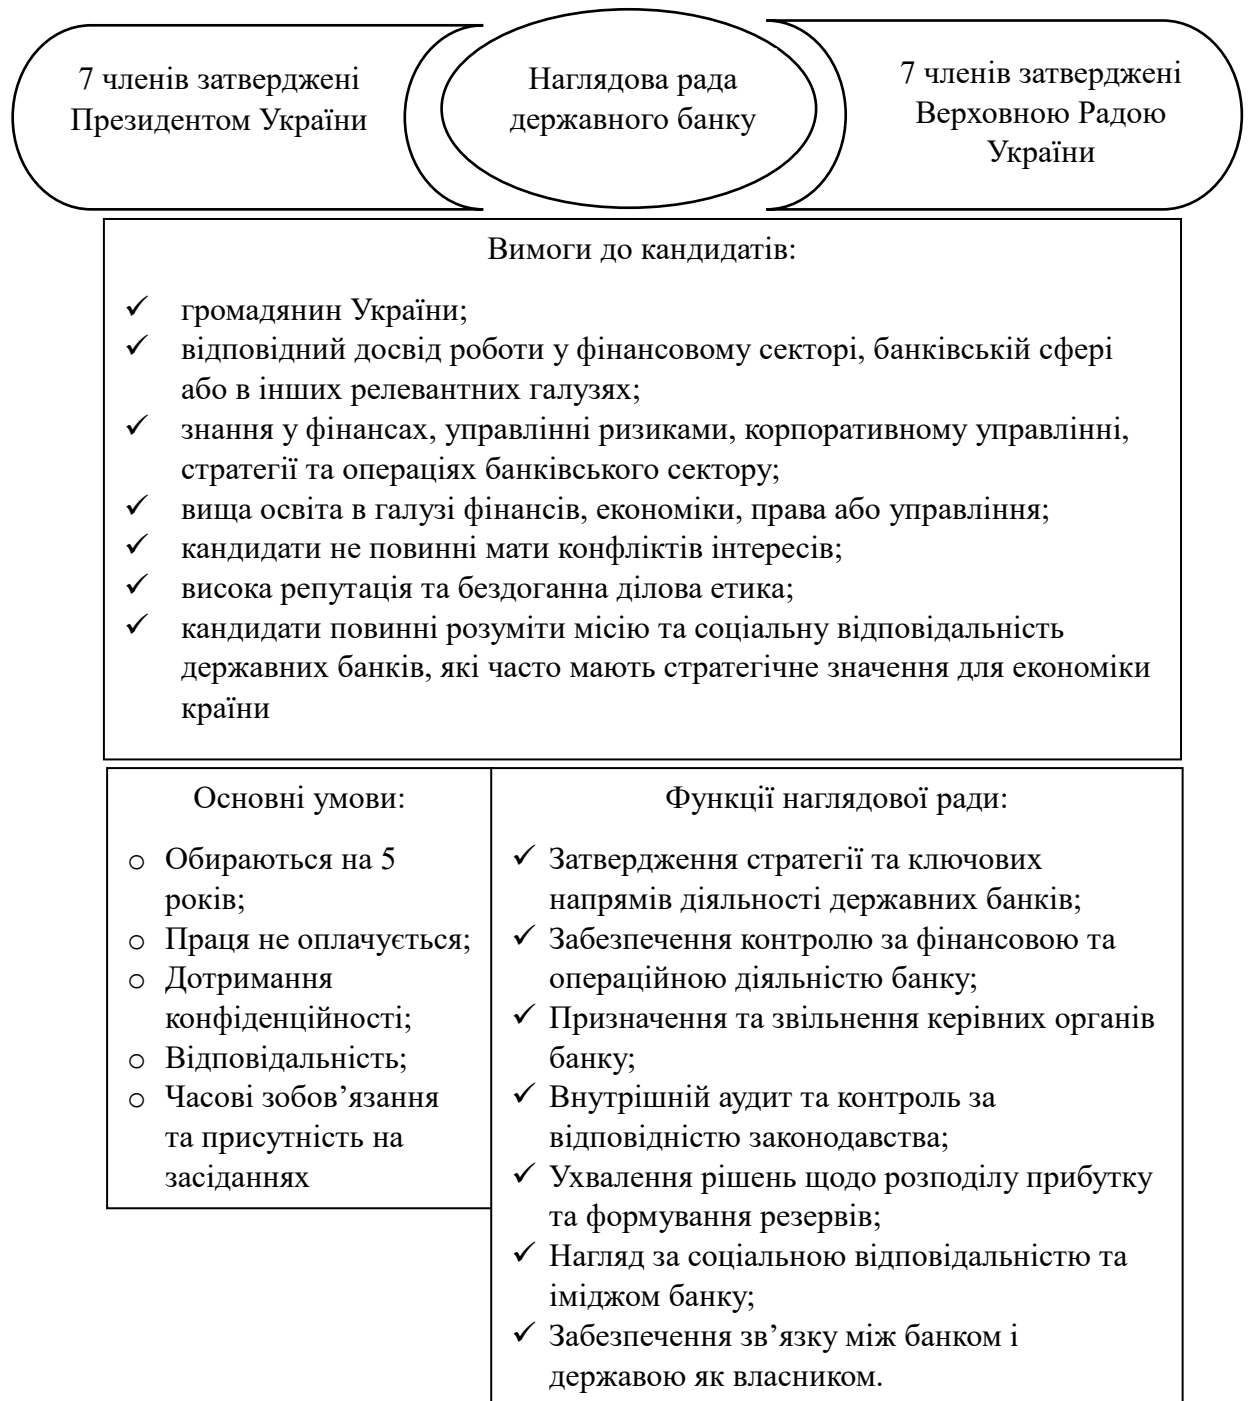 7 членів затверджені
Президентом України
Наглядова рада
державного банку
7 членів затверджені
Верховною Радою
України
Вимоги до кандидатів:
✓ громадянин України;
✓ відповідний досвід роботи у фінансовому секторі, банківській сфері
або в інших релевантних галузях;
✓ знання у фінансах, управлінні ризиками, корпоративному управлінні,
стратегії та операціях банківського сектору;
✓ вища освіта в галузі фінансів, економіки, права або управління;
✓ кандидати не повинні мати конфліктів інтересів;
✓ висока репутація та бездоганна ділова етика;
✓ кандидати повинні розуміти місію та соціальну відповідальність
державних банків, які часто мають стратегічне значення для економіки
країни
Основні умови:
o Обираються на 5
років;
o Праця не оплачується;
o Дотримання
конфіденційності;
o Відповідальність;
o Часові зобов’язання
та присутність на
засіданнях
Функції наглядової ради:
✓ Затвердження стратегії та ключових
напрямів діяльності державних банків;
✓ Забезпечення контролю за фінансовою та
операційною діяльністю банку;
✓ Призначення та звільнення керівних органів
банку;
✓ Внутрішній аудит та контроль за
відповідністю законодавства;
✓ Ухвалення рішень щодо розподілу прибутку
та формування резервів;
✓ Нагляд за соціальною відповідальністю та
іміджом банку;
✓ Забезпечення зв’язку між банком і
державою як власником.